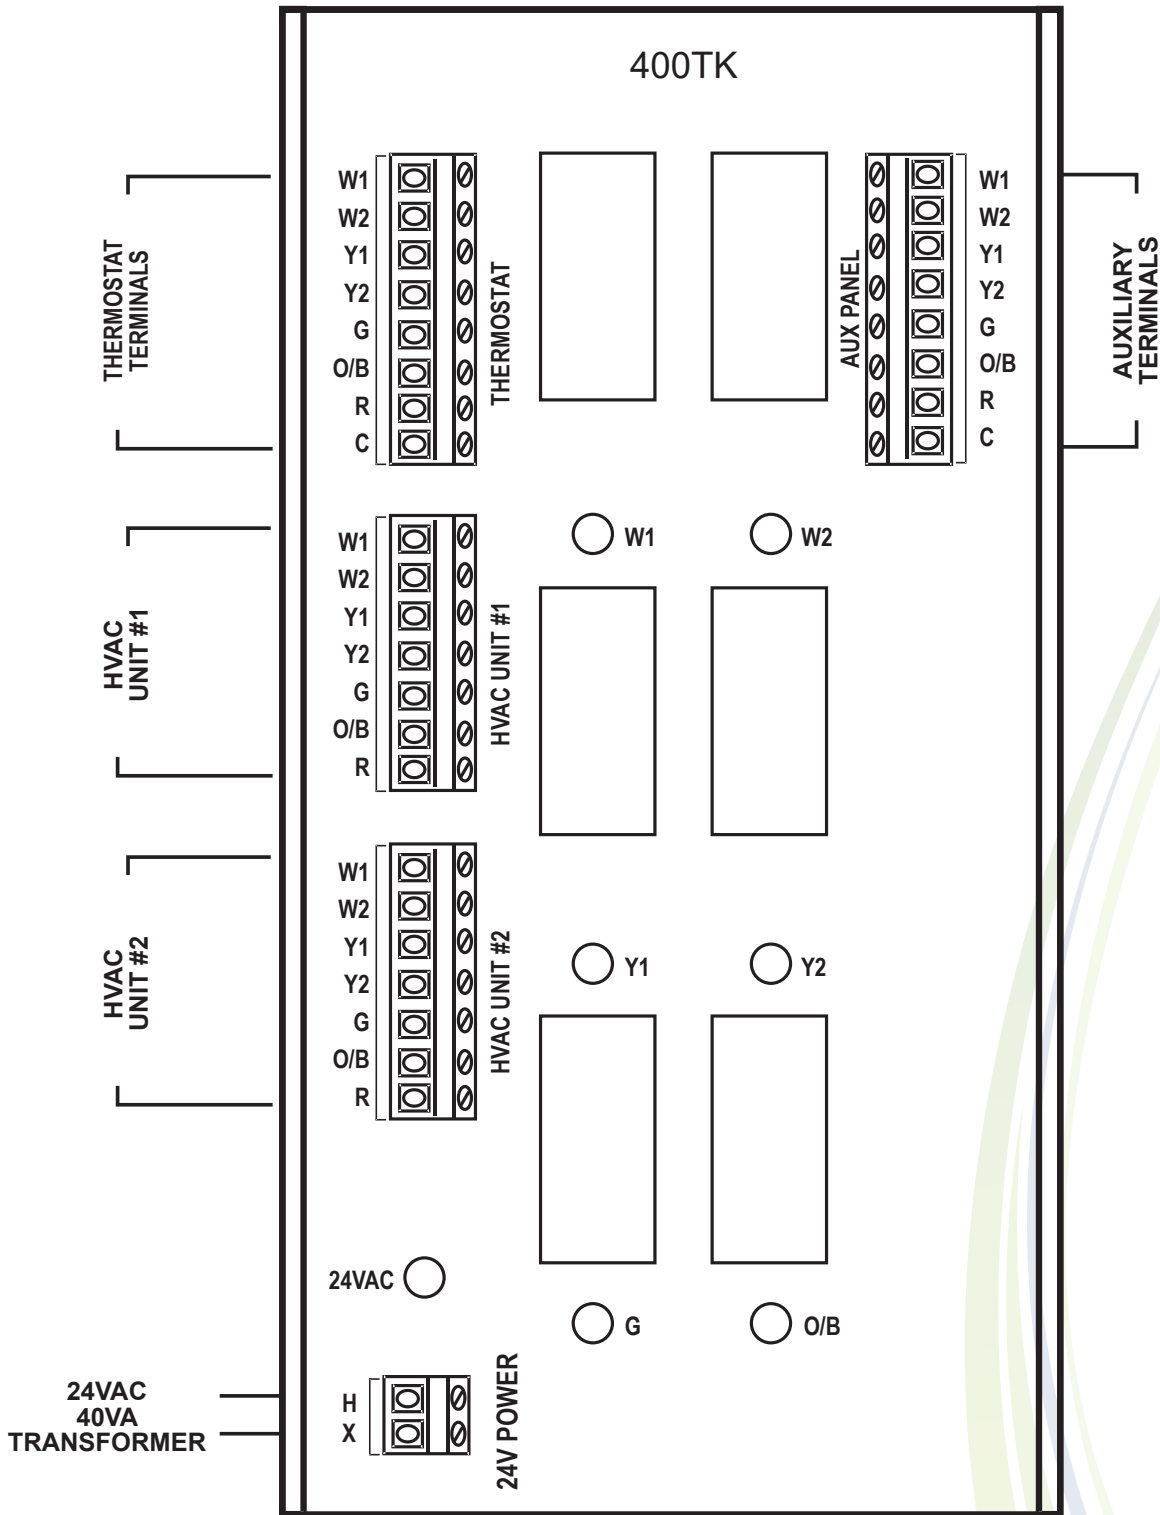 400TK
THERMOSTAT
TERMINALS
W1
W2
Y1
Y2
G
O/B
R
C
THERMOSTAT
AUX PANEL
W1
W2
Y1
Y2
G
O/B
R
C
AUXILIARY
TERMINALS
HVAC
UNIT #1
W1
W2
Y1
Y2
G
O/B
R
HVAC UNIT #1
W1
W2
HVAC
UNIT #2
W1
W2
Y1
Y2
G
O/B
R
HVAC UNIT #2
Y1
Y2
24VAC
G
O/B
24VAC
40VA
TRANSFORMER
H
X
24V POWER